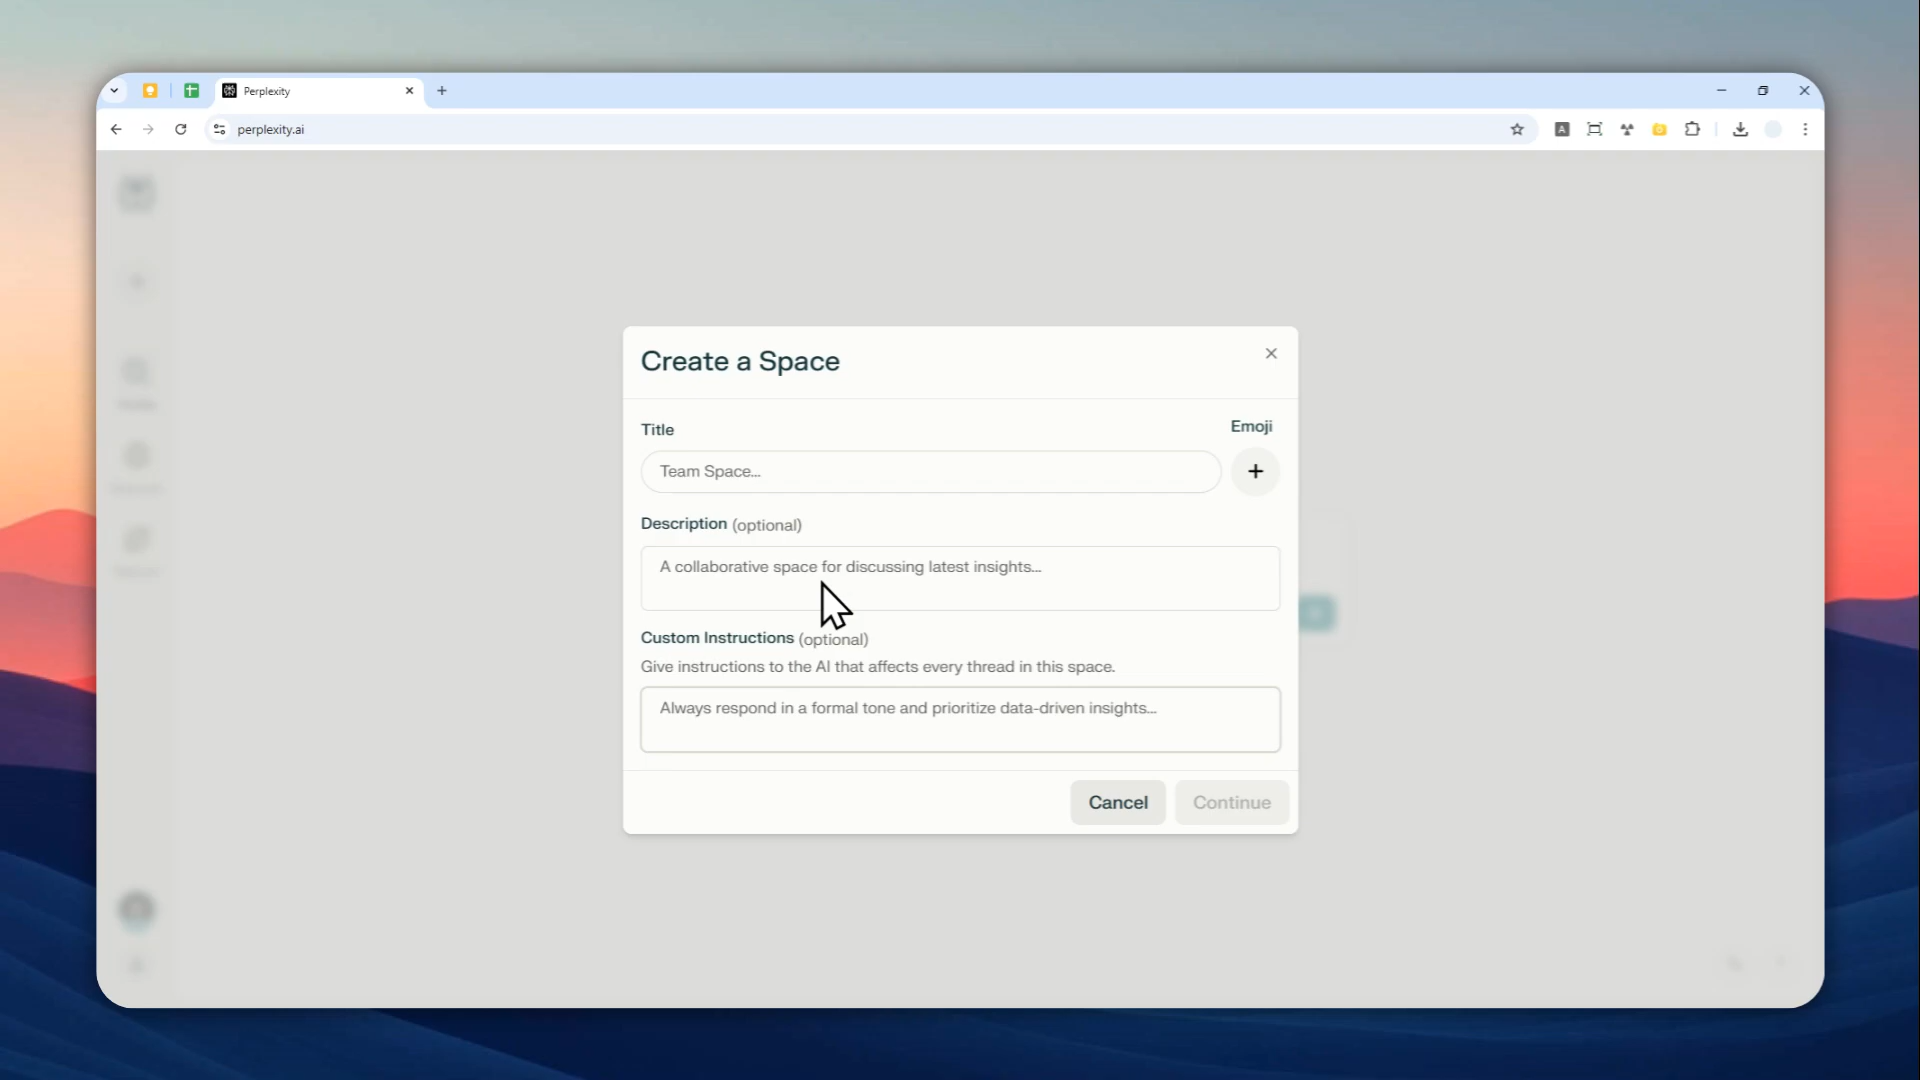 Perplexity
perplexity.ai
Create a Space
Title
Emoji
Team Space...
Description (optional)
A collaborative space for discussing latest insights...
Custom Instructions (optional)
Give instructions to the AI that affects every thread in this space.
Always respond in a formal tone and prioritize data-driven insights...
Cancel
Continue